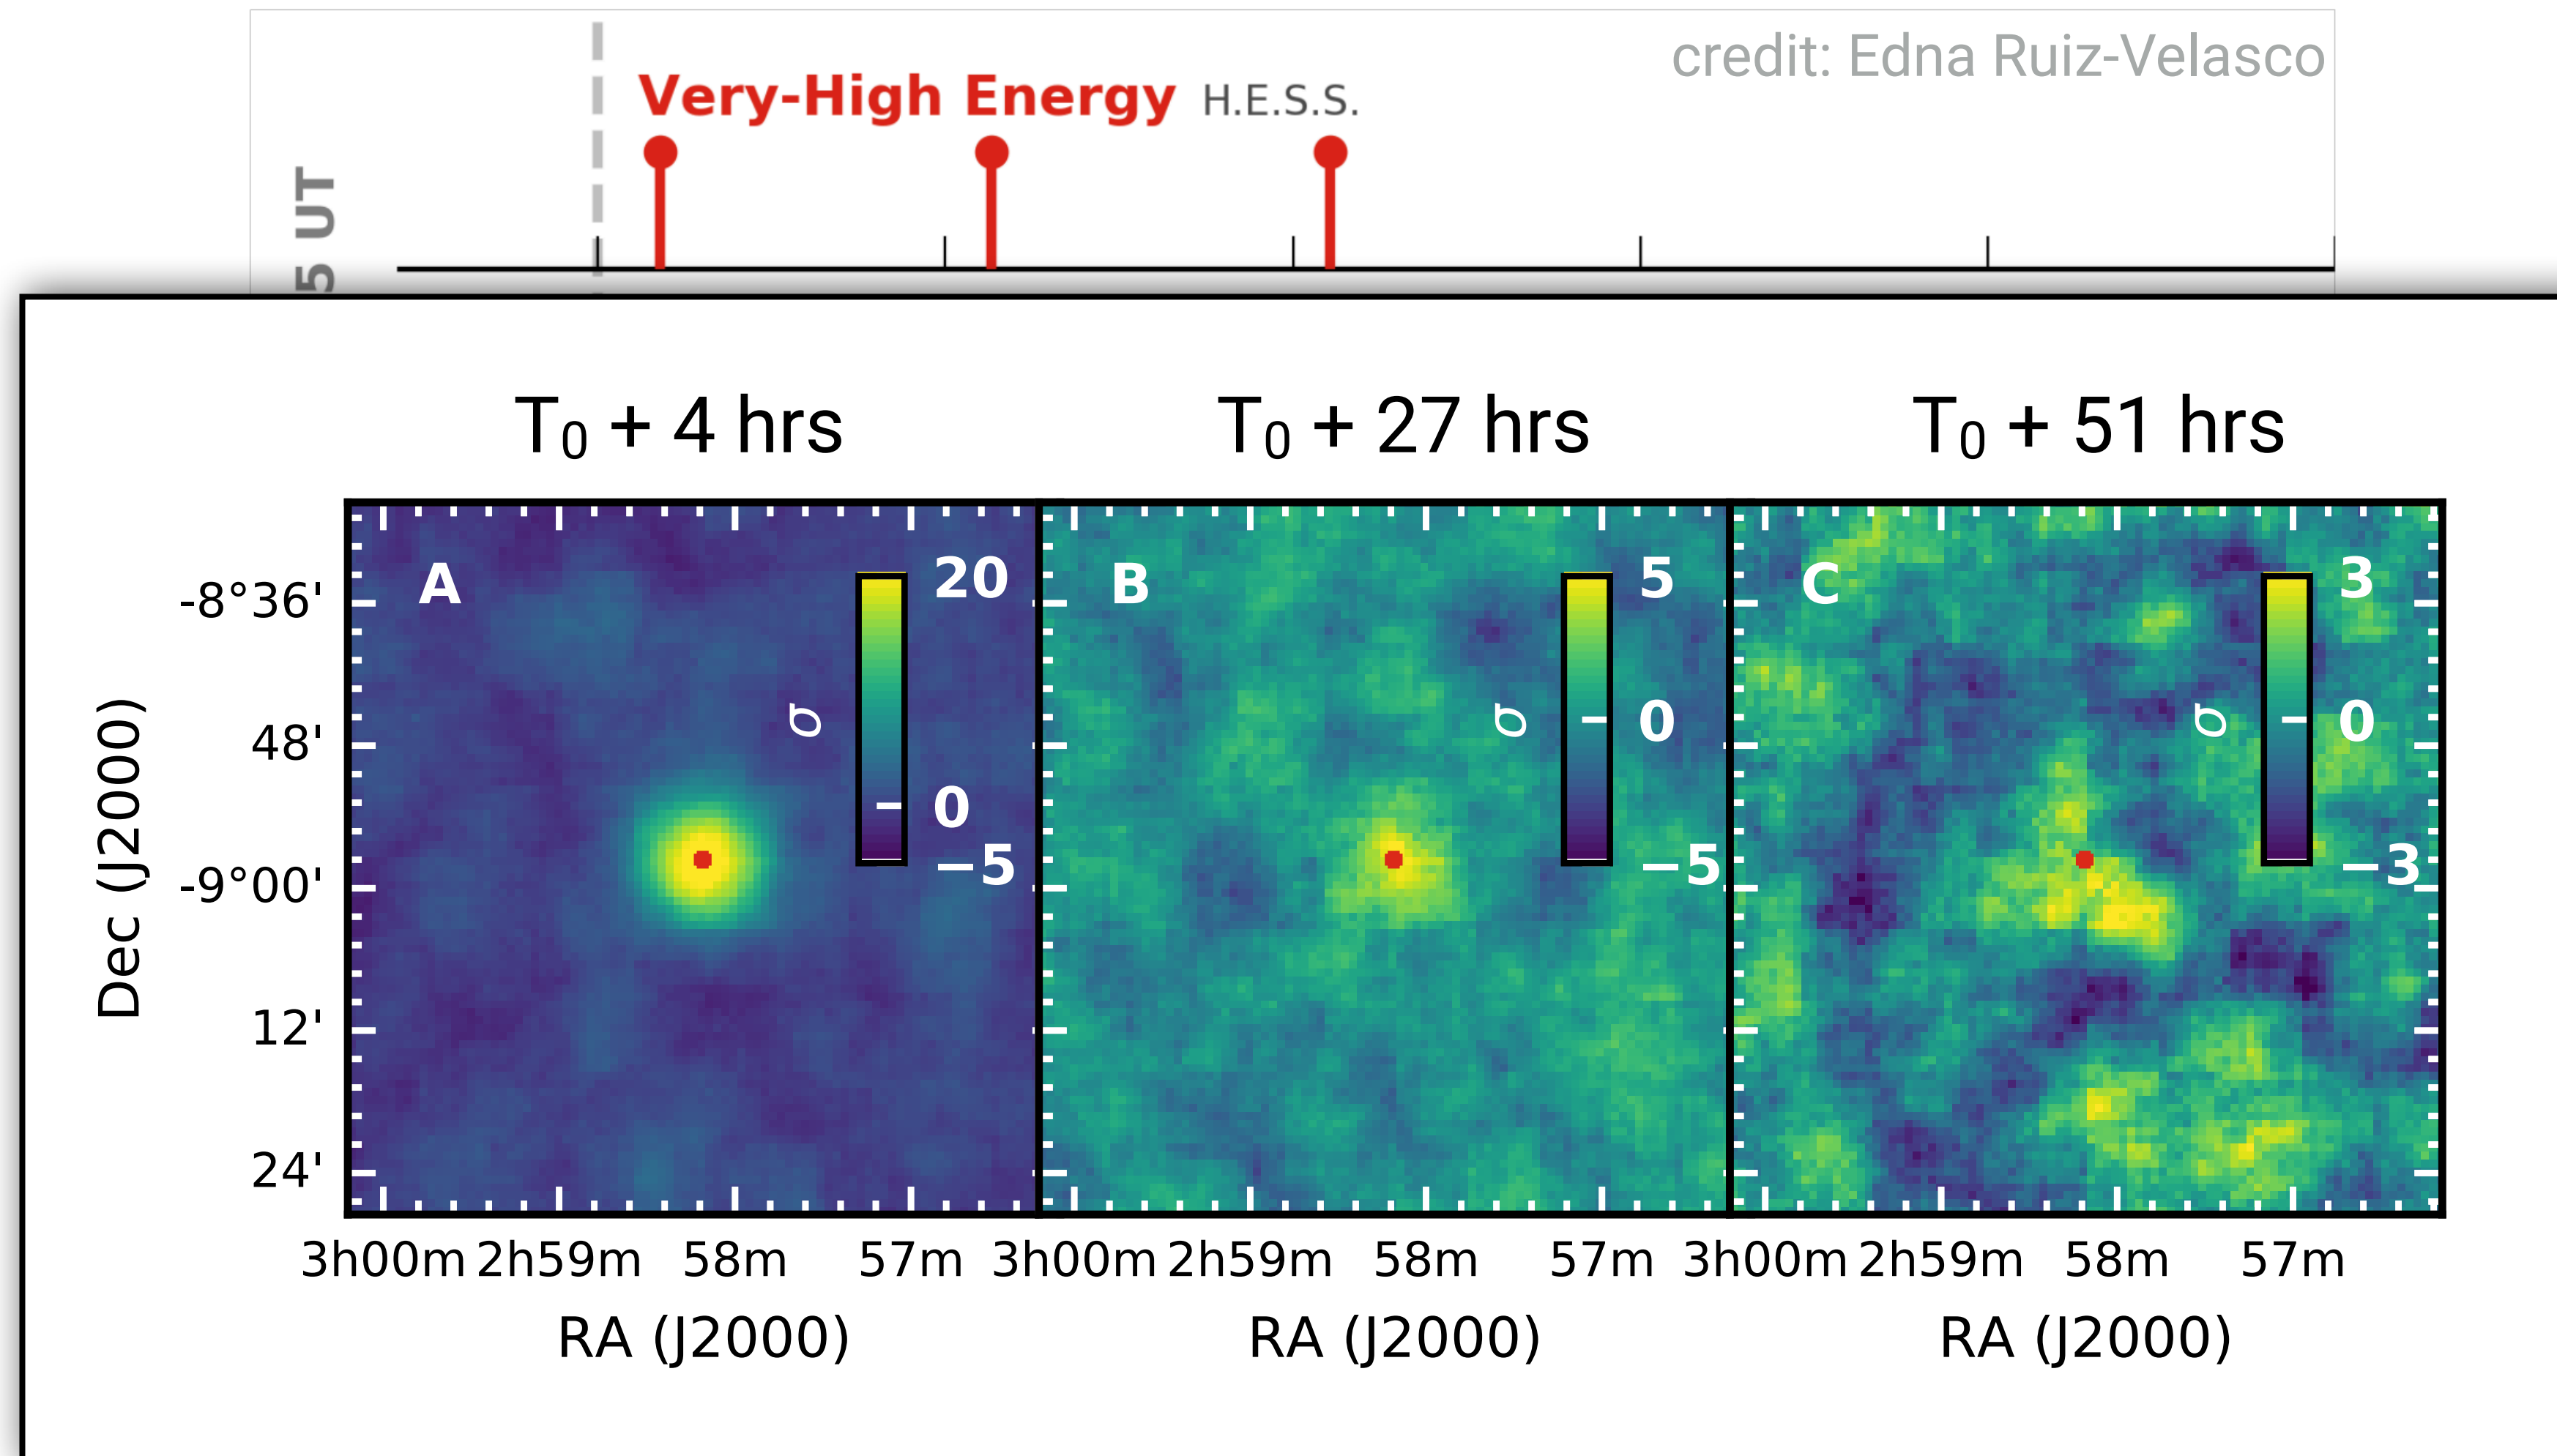 credit: Edna Ruiz-Velasco
Very-High Energy H.E.S.S.
5 UT
T₀ + 4 hrs
T₀ + 27 hrs
T₀ + 51 hrs
A
20
σ
0
−5
B
5
σ
0
−5
C
3
σ
0
−3
Dec (J2000)
-8°36'
48'
-9°00'
12'
24'
3h00m 2h59m 58m 57m
3h00m 2h59m 58m 57m
3h00m 2h59m 58m 57m
RA (J2000)
RA (J2000)
RA (J2000)